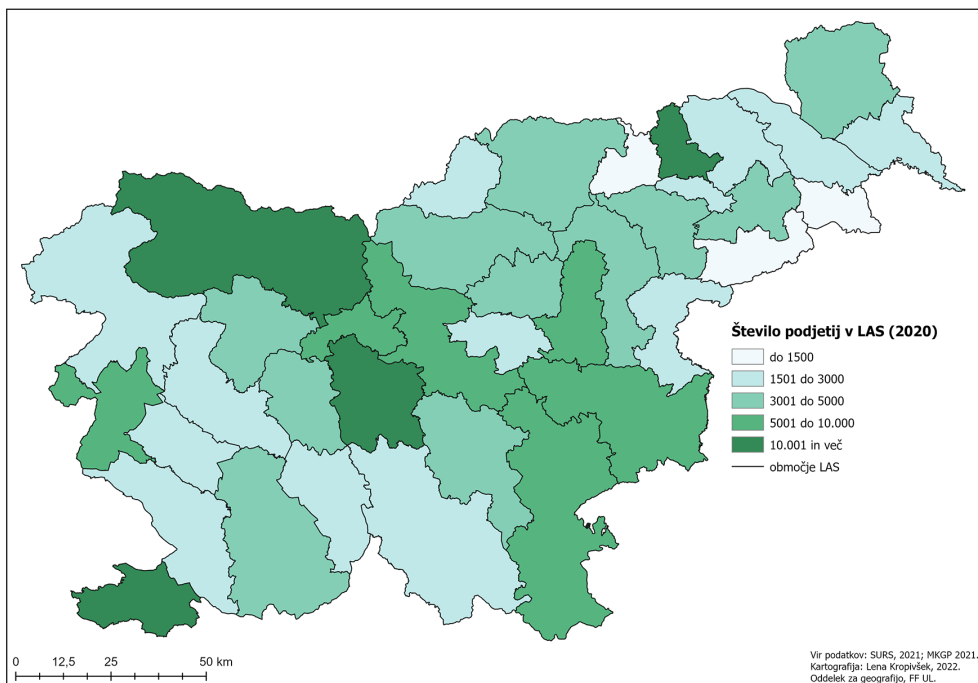 Število podjetij v LAS (2020)
do 1500
1501 do 3000
3001 do 5000
5001 do 10.000
10.001 in več
območje LAS
0 12,5 25 50 km
Vir podatkov: SURS, 2021; MKGP 2021.
Kartografija: Lena Kropivšek, 2022.
Oddelek za geografijo, FF UL.